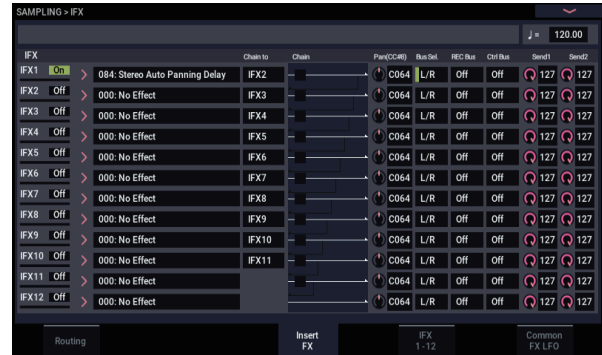 SAMPLING > IFX
♩ = 120.00
IFX Chain to Chain Pan(CC#8) Bus Sel. REC Bus Ctrl Bus Send1 Send2
IFX1 On 084: Stereo Auto Panning Delay IFX2 C064 L/R Off Off 127 127
IFX2 Off 000: No Effect IFX3 C064 L/R Off Off 127 127
IFX3 Off 000: No Effect IFX4 C064 L/R Off Off 127 127
IFX4 Off 000: No Effect IFX5 C064 L/R Off Off 127 127
IFX5 Off 000: No Effect IFX6 C064 L/R Off Off 127 127
IFX6 Off 000: No Effect IFX7 C064 L/R Off Off 127 127
IFX7 Off 000: No Effect IFX8 C064 L/R Off Off 127 127
IFX8 Off 000: No Effect IFX9 C064 L/R Off Off 127 127
IFX9 Off 000: No Effect IFX10 C064 L/R Off Off 127 127
IFX10 Off 000: No Effect IFX11 C064 L/R Off Off 127 127
IFX11 Off 000: No Effect C064 L/R Off Off 127 127
IFX12 Off 000: No Effect C064 L/R Off Off 127 127
Routing Insert IFX Common
FX 1-12 FX LFO